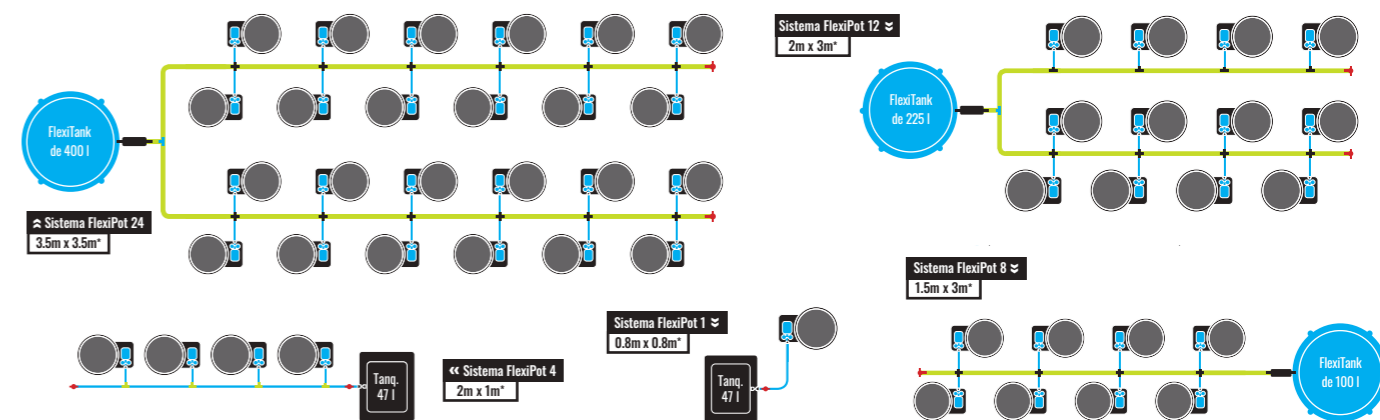 FlexiTank
de 400 l
Sistema FlexiPot 24
3.5m x 3.5m*
Sistema FlexiPot 12
2m x 3m*
FlexiTank
de 225 l
Tanq.
47 l
Sistema FlexiPot 4
2m x 1m*
Sistema FlexiPot 1
0.8m x 0.8m*
Tanq.
47 l
Sistema FlexiPot 8
1.5m x 3m*
FlexiTank
de 100 l